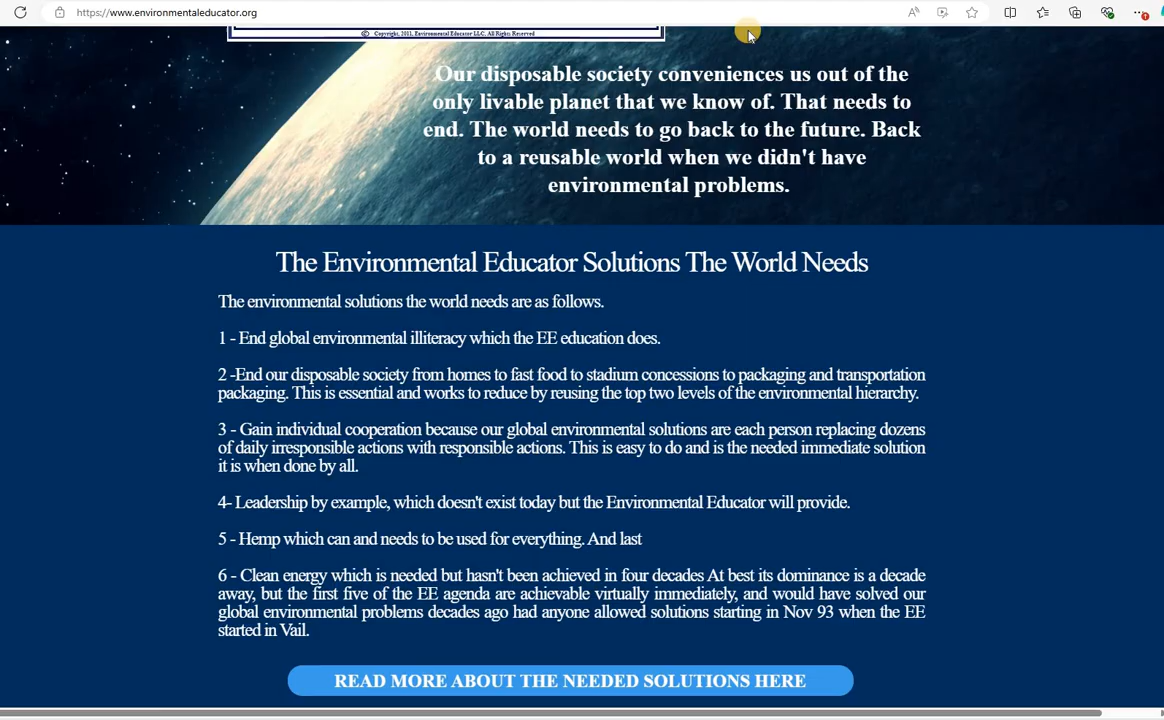 https://www.environmentaleducator.org
© Copyright, 2011, Environmental Educator LLC, All Rights Reserved
Our disposable society conveniences us out of the
only livable planet that we know of. That needs to
end. The world needs to go back to the future. Back
to a reusable world when we didn't have
environmental problems.
The Environmental Educator Solutions The World Needs
The environmental solutions the world needs are as follows.
1 - End global environmental illiteracy which the EE education does.
2 -End our disposable society from homes to fast food to stadium concessions to packaging and transportation
packaging. This is essential and works to reduce by reusing the top two levels of the environmental hierarchy.
3 - Gain individual cooperation because our global environmental solutions are each person replacing dozens
of daily irresponsible actions with responsible actions. This is easy to do and is the needed immediate solution
it is when done by all.
4- Leadership by example, which doesn't exist today but the Environmental Educator will provide.
5 - Hemp which can and needs to be used for everything. And last
6 - Clean energy which is needed but hasn't been achieved in four decades At best its dominance is a decade
away, but the first five of the EE agenda are achievable virtually immediately, and would have solved our
global environmental problems decades ago had anyone allowed solutions starting in Nov 93 when the EE
started in Vail.
READ MORE ABOUT THE NEEDED SOLUTIONS HERE